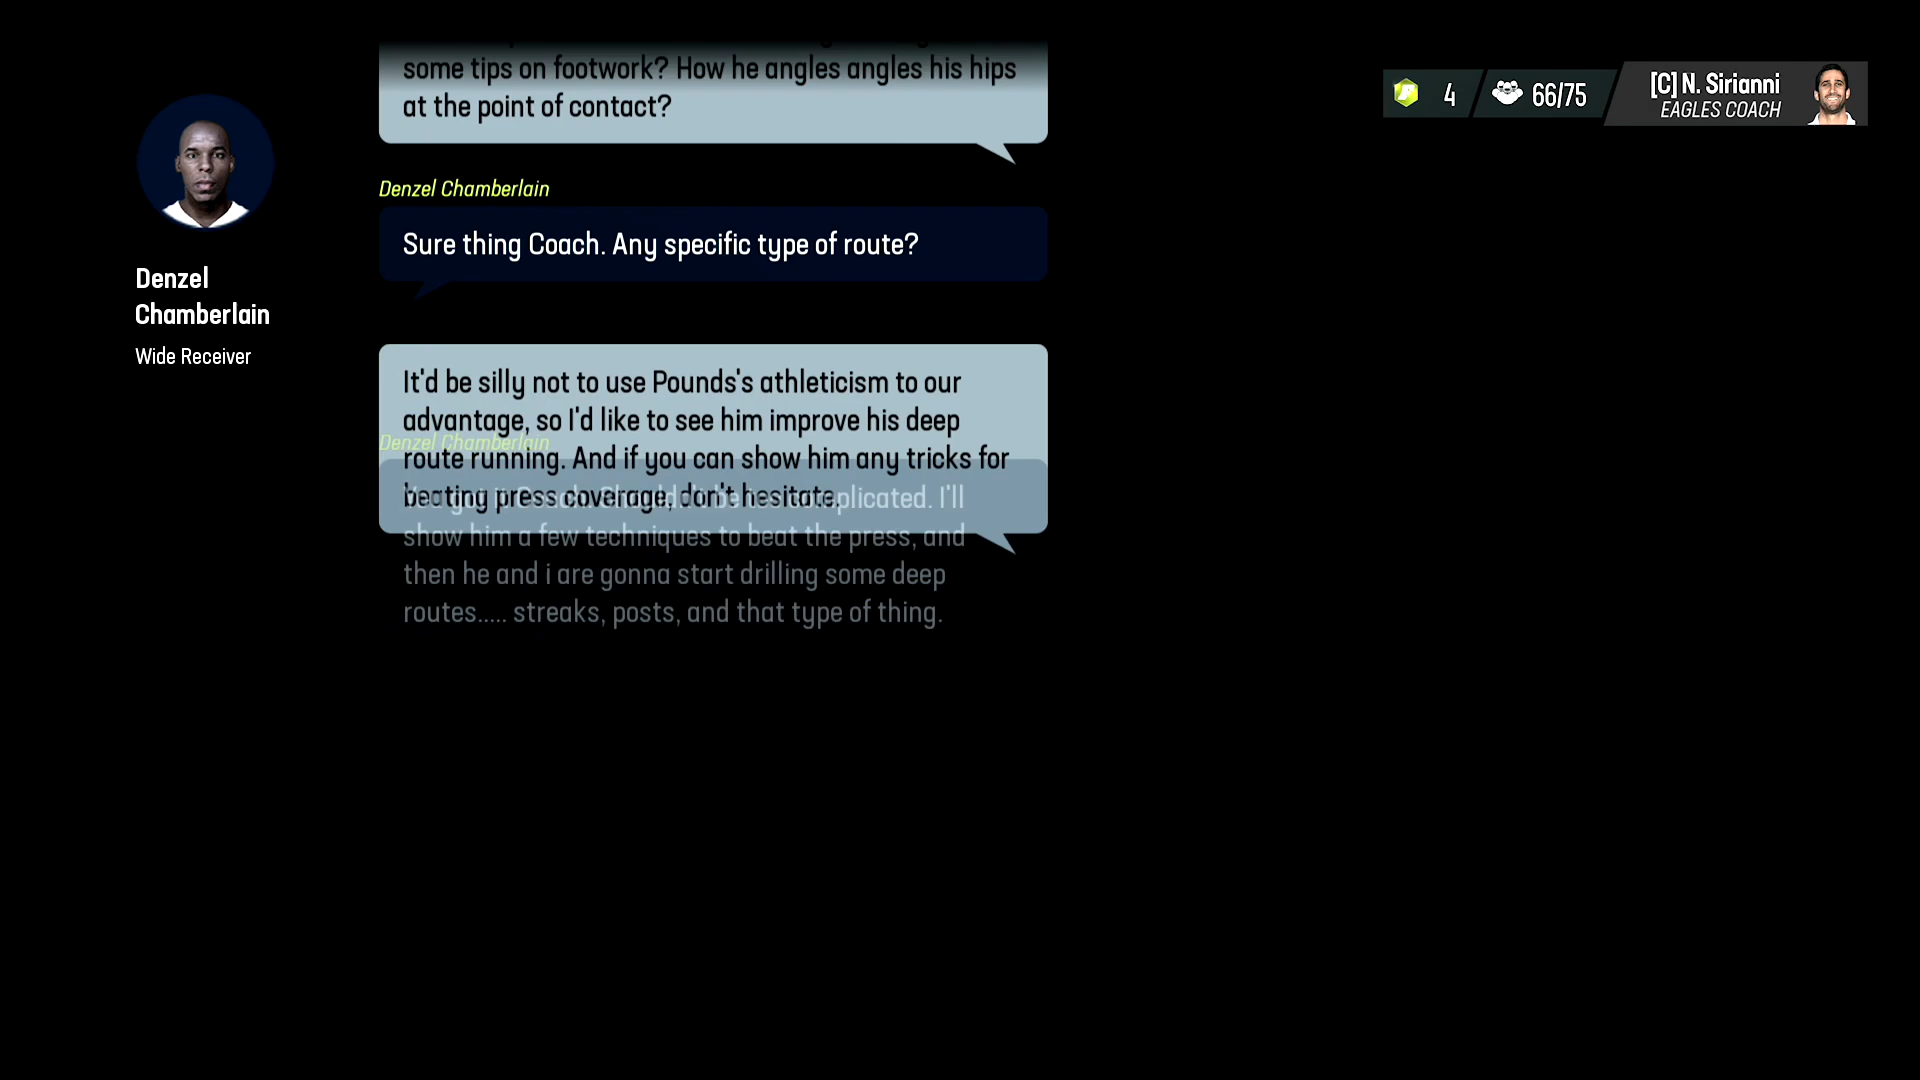 some tips on footwork? How he angles angles his hips
at the point of contact?
4
66/75
[C] N. Sirianni
EAGLES COACH
Denzel Chamberlain
Sure thing Coach. Any specific type of route?
Denzel
Chamberlain
Wide Receiver
It'd be silly not to use Pounds's athleticism to our
advantage, so I'd like to see him improve his deep
route running. And if you can show him any tricks for
beating press coverage, don't hesitate.
Denzel Chamberlain
complicated. I'll
show him a few techniques to beat the press, and
then he and i are gonna start drilling some deep
routes..... streaks, posts, and that type of thing.